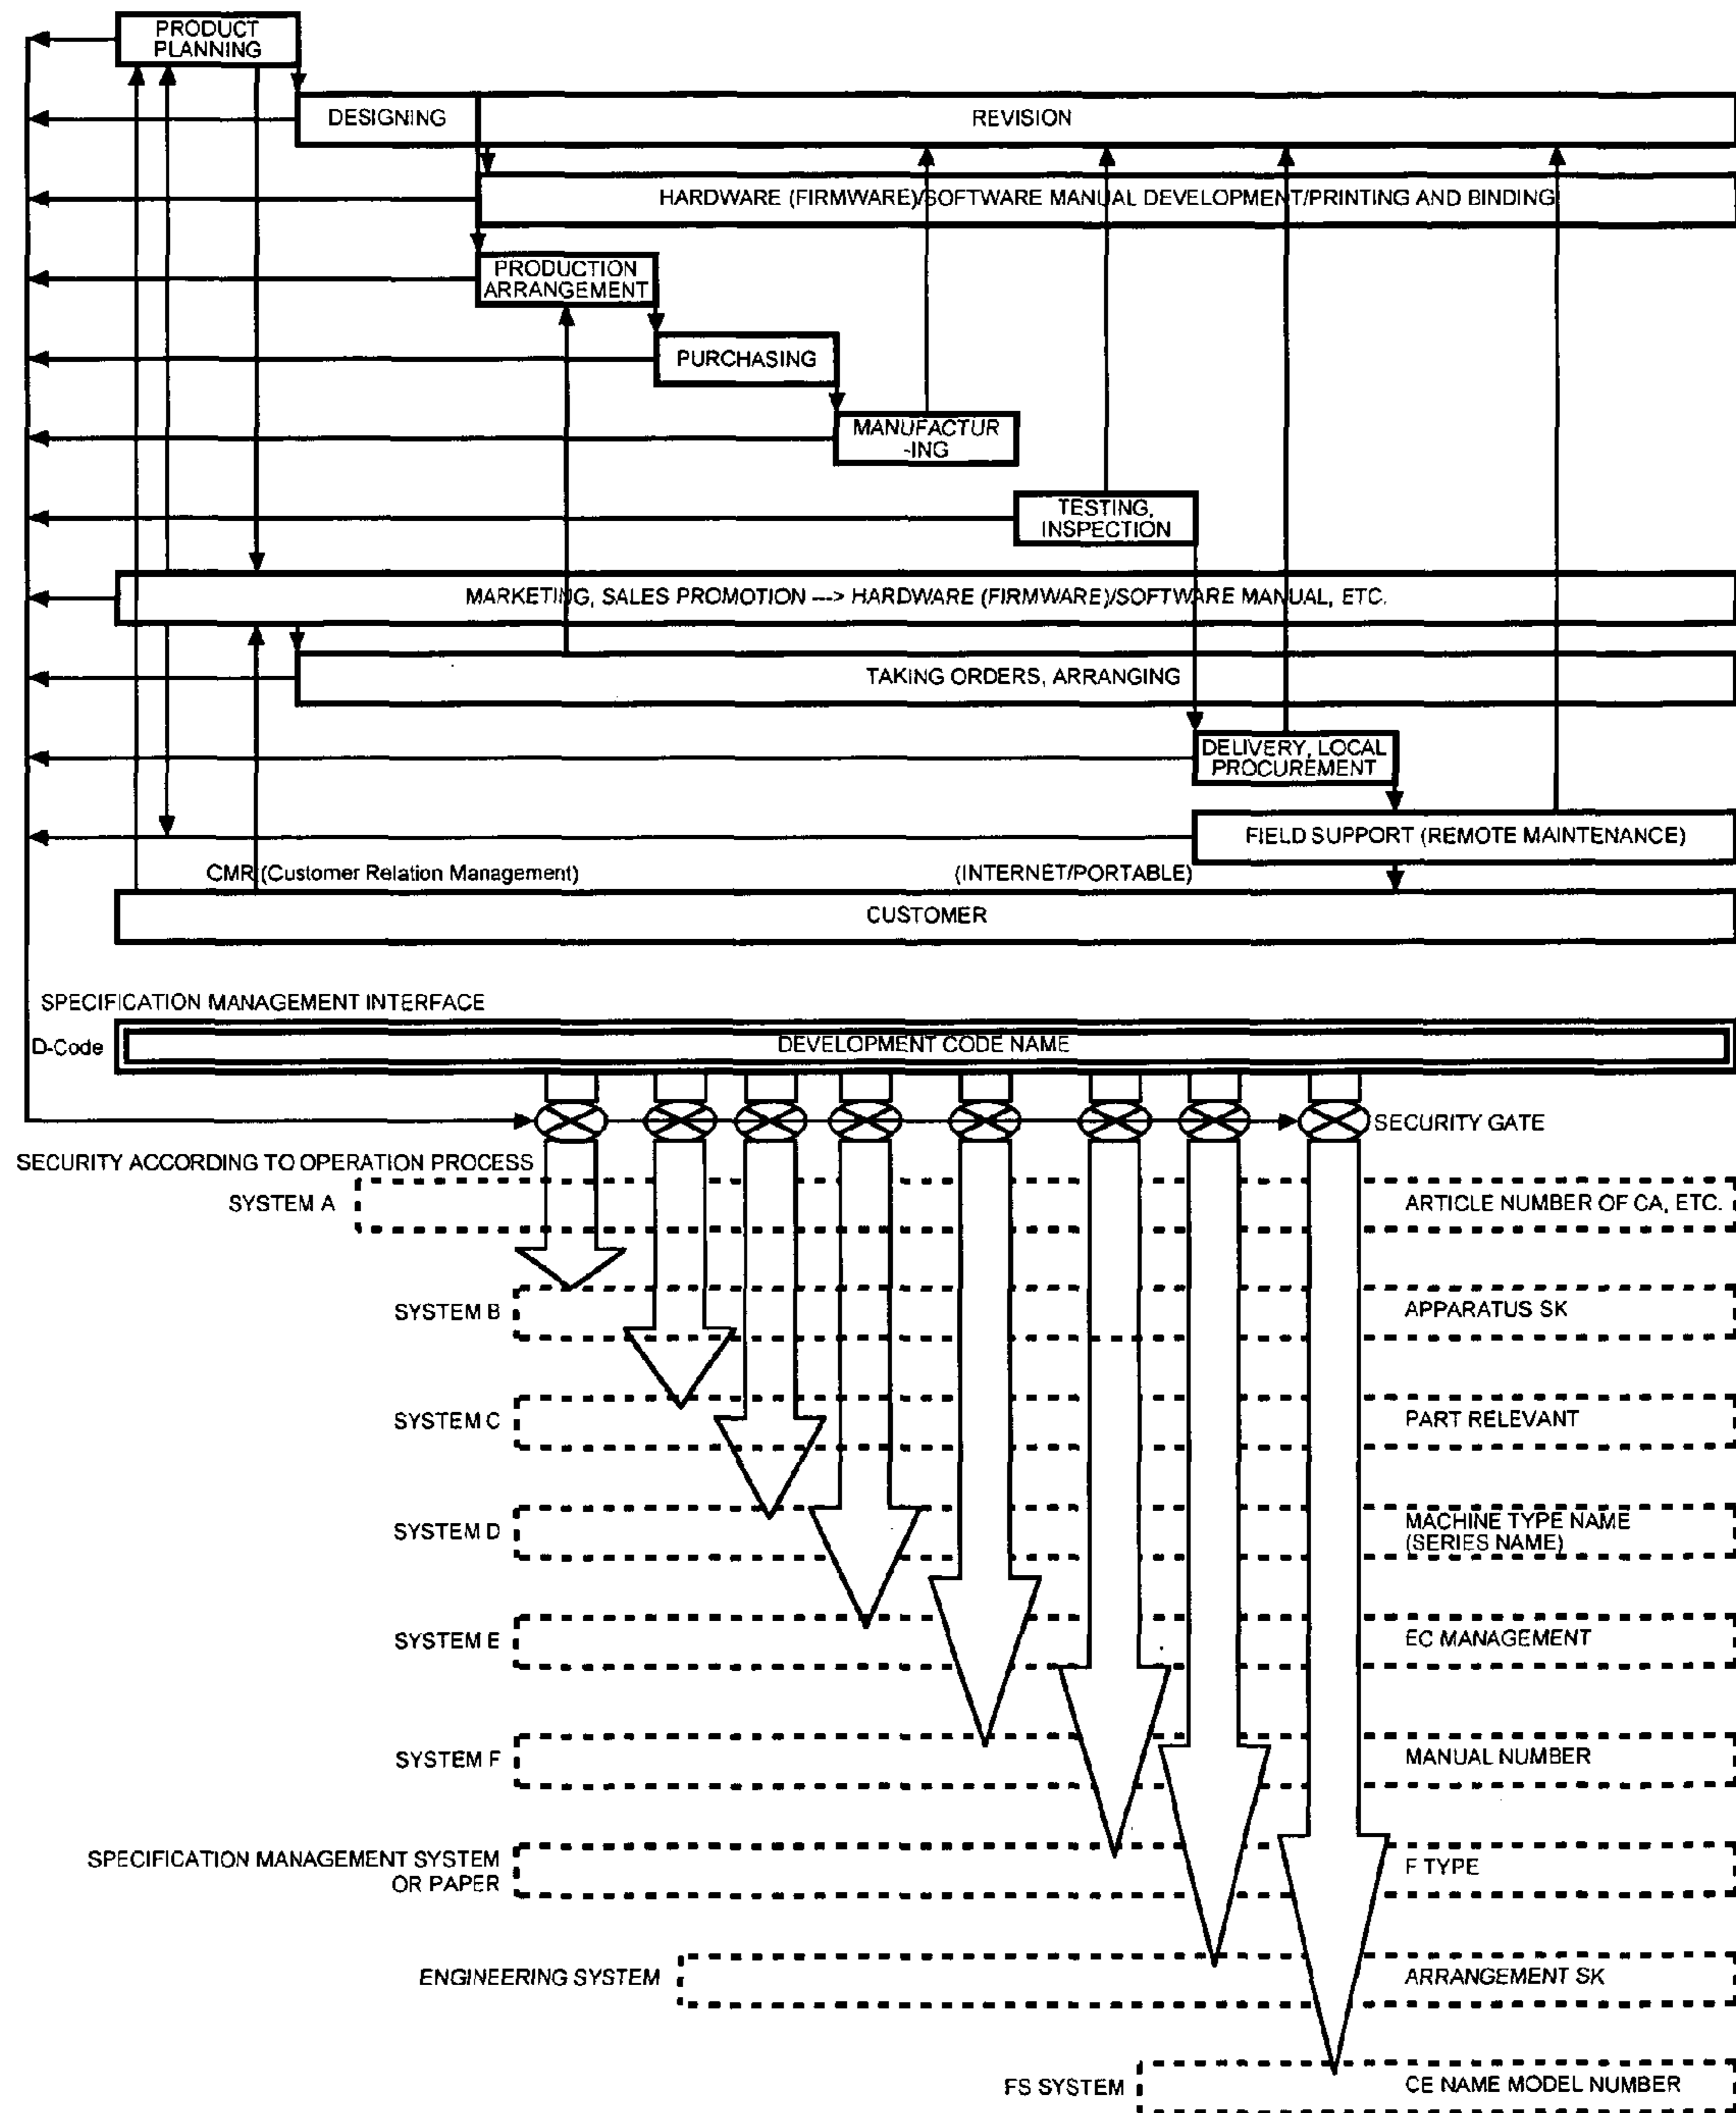 PRODUCT
PLANNING
DESIGNING
REVISION
HARDWARE (FIRMWARE)/SOFTWARE MANUAL DEVELOPMENT/PRINTING AND BINDING
PRODUCTION
ARRANGEMENT
PURCHASING
MANUFACTUR
-ING
TESTING,
INSPECTION
MARKETING, SALES PROMOTION ---> HARDWARE (FIRMWARE)/SOFTWARE MANUAL, ETC.
TAKING ORDERS, ARRANGING
DELIVERY, LOCAL
PROCUREMENT
FIELD SUPPORT (REMOTE MAINTENANCE)
CMR (Customer Relation Management)
(INTERNET/PORTABLE)
CUSTOMER
SPECIFICATION MANAGEMENT INTERFACE
D-Code
DEVELOPMENT CODE NAME
SECURITY GATE
SECURITY ACCORDING TO OPERATION PROCESS
SYSTEM A
ARTICLE NUMBER OF CA, ETC.
SYSTEM B
APPARATUS SK
SYSTEM C
PART RELEVANT
SYSTEM D
MACHINE TYPE NAME
(SERIES NAME)
SYSTEM E
EC MANAGEMENT
SYSTEM F
MANUAL NUMBER
SPECIFICATION MANAGEMENT SYSTEM
OR PAPER
F TYPE
ENGINEERING SYSTEM
ARRANGEMENT SK
FS SYSTEM
CE NAME MODEL NUMBER